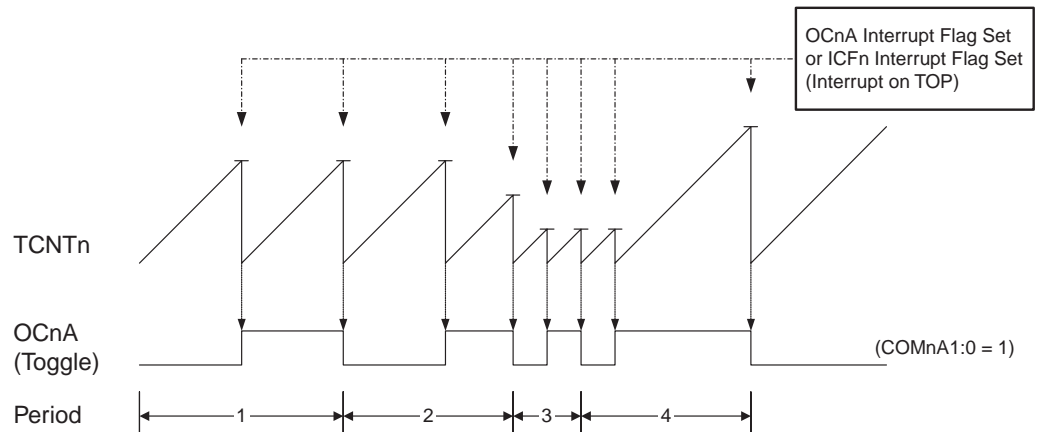 OCnA Interrupt Flag Set
or ICFn Interrupt Flag Set
(Interrupt on TOP)
TCNTn
OCnA
(Toggle)
(COMnA1:0 = 1)
Period
1
2
3
4